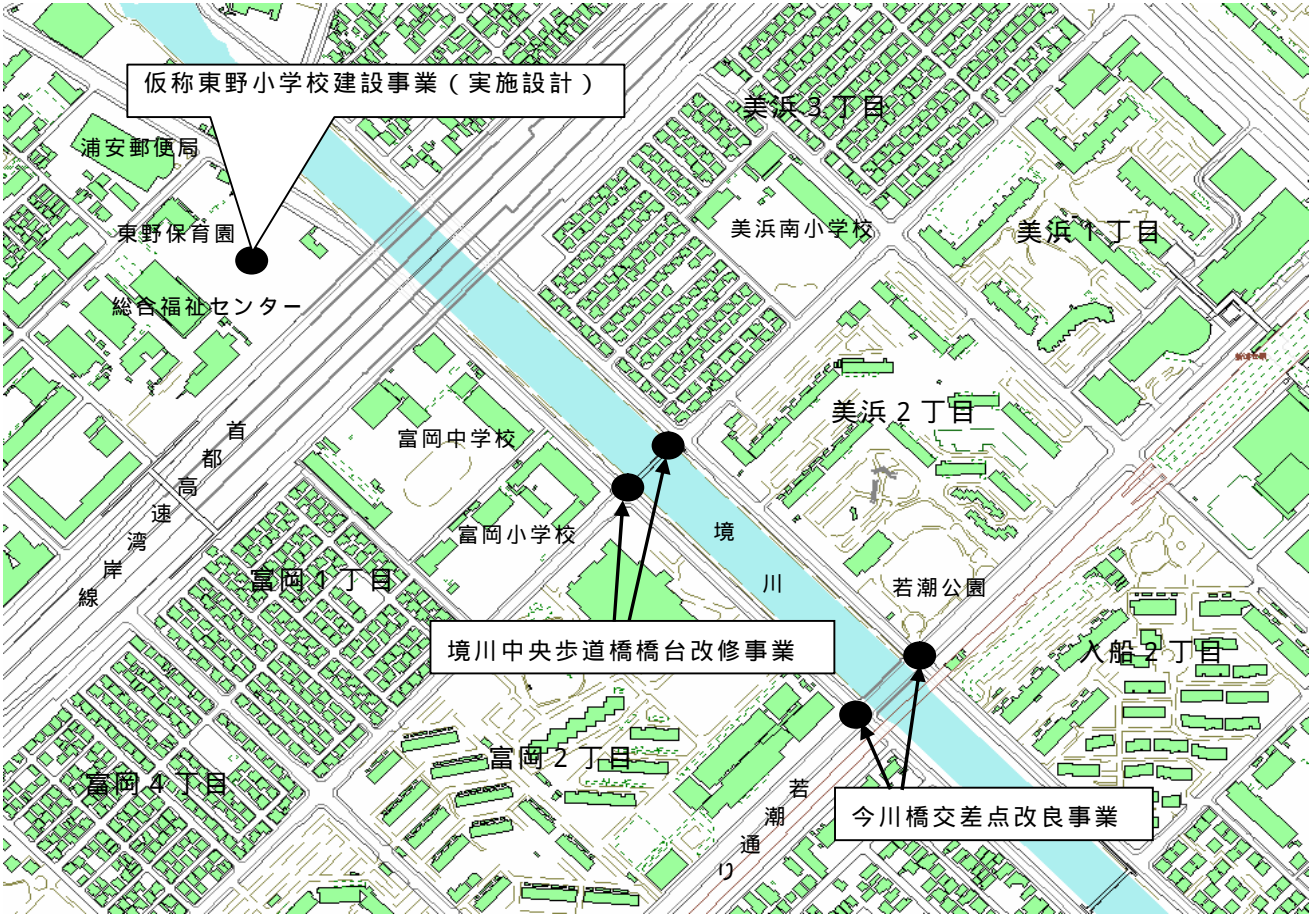 仮称東野小学校建設事業（実施設計）
美浜３丁目
浦安郵便局
東野保育園
美浜南小学校
美浜１丁目
総合福祉センター
美浜２丁目
富岡中学校
首都高速湾岸線
富岡小学校
境川
富岡１丁目
若潮公園
境川中央歩道橋橋台改修事業
入船２丁目
富岡２丁目
富岡４丁目
若潮通り
今川橋交差点改良事業